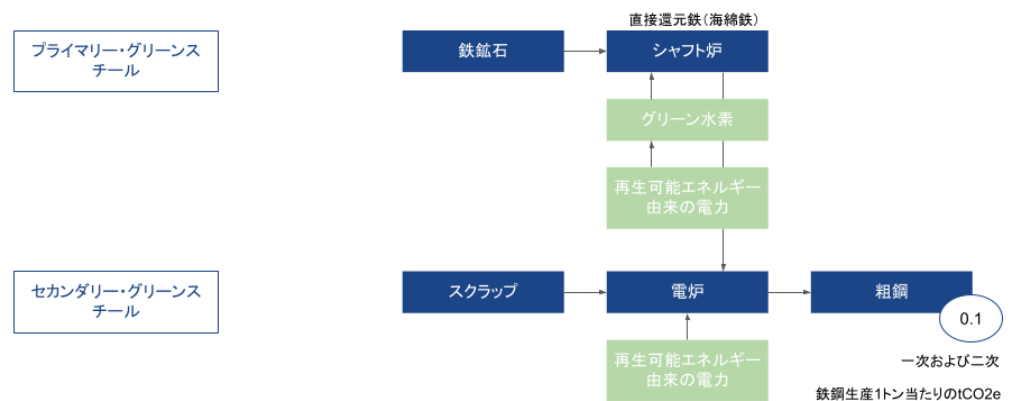 直接還元鉄(海綿鉄)
プライマリー・グリーンス
チール
鉄鉱石
シャフト炉
グリーン水素
再生可能エネルギー
由来の電力
セカンダリー・グリーンス
チール
スクラップ
電炉
粗鋼
0.1
再生可能エネルギー
由来の電力
一次および二次
鉄鋼生産1トン当たりのtCO2e